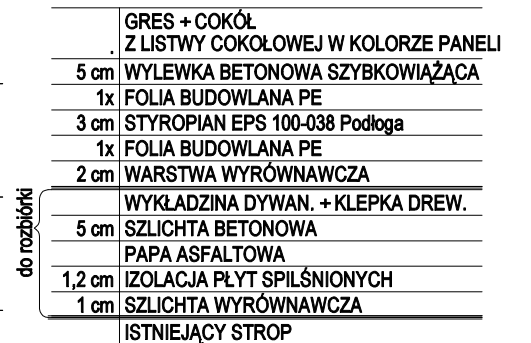 GRES + COKÓŁ
. Z LISTWY COKOŁOWEJ W KOLORZE PANELI
5 cm WYLEWKA BETONOWA SZYBKOWIĄŻĄCA
1x FOLIA BUDOWLANA PE
3 cm STYROPIAN EPS 100-038 Podłoga
1x FOLIA BUDOWLANA PE
2 cm WARSTWA WYRÓWNAWCZA
do rozbiórki
WYKŁADZINA DYWAN. + KLEPKA DREW.
5 cm SZLICHTA BETONOWA
PAPA ASFALTOWA
1,2 cm IZOLACJA PŁYT SPILŚNIONYCH
1 cm SZLICHTA WYRÓWNAWCZA
ISTNIEJĄCY STROP